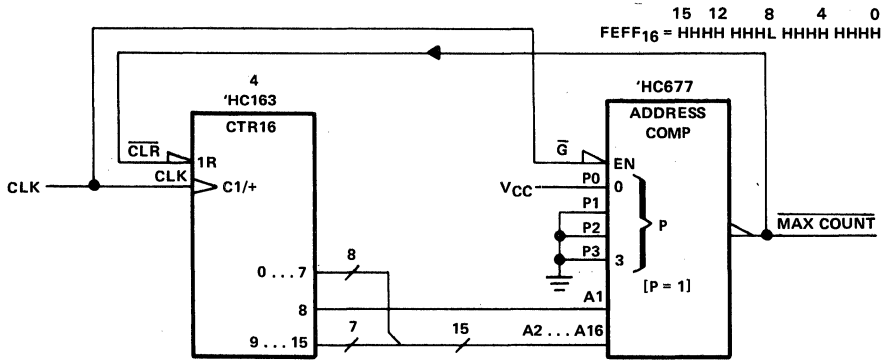 15 12 8 4 0
FEFF16 = HHHH HHHL HHHH HHHH
4
'HC163
CTR16
CLR
1R
CLK
CLK
C1/+
0 . . . 7
8
8
9 . . . 15
7
15
'HC677
ADDRESS
COMP
G
EN
VCC
P0
0
P1
P2
P3
3
P
[P = 1]
A1
A2 . . . A16
MAX COUNT